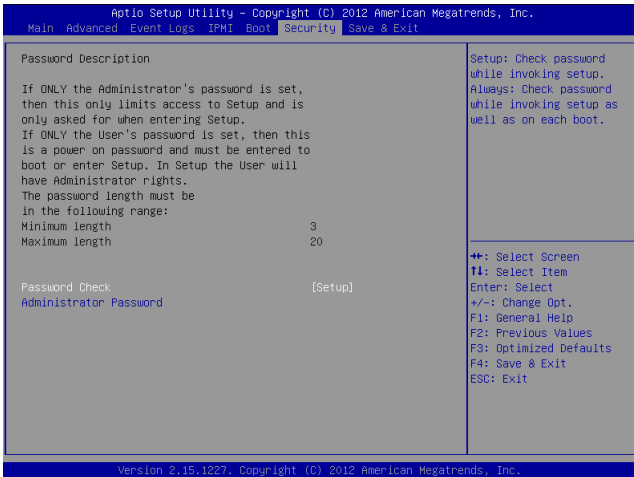 Aptio Setup Utility – Copyright (C) 2012 American Megatrends, Inc.
Main Advanced Event Logs IPMI Boot Security Save & Exit
Password Description
If ONLY the Administrator's password is set,
then this only limits access to Setup and is
only asked for when entering Setup.
If ONLY the User's password is set, then this
is a power on password and must be entered to
boot or enter Setup. In Setup the User will
have Administrator rights.
The password length must be
in the following range:
Minimum length 3
Maximum length 20
Password Check [Setup]
Administrator Password
Setup: Check password
while invoking setup.
Always: Check password
while invoking setup as
well as on each boot.
→←: Select Screen
↑↓: Select Item
Enter: Select
+/-: Change Opt.
F1: General Help
F2: Previous Values
F3: Optimized Defaults
F4: Save & Exit
ESC: Exit
Version 2.15.1227. Copyright (C) 2012 American Megatrends, Inc.